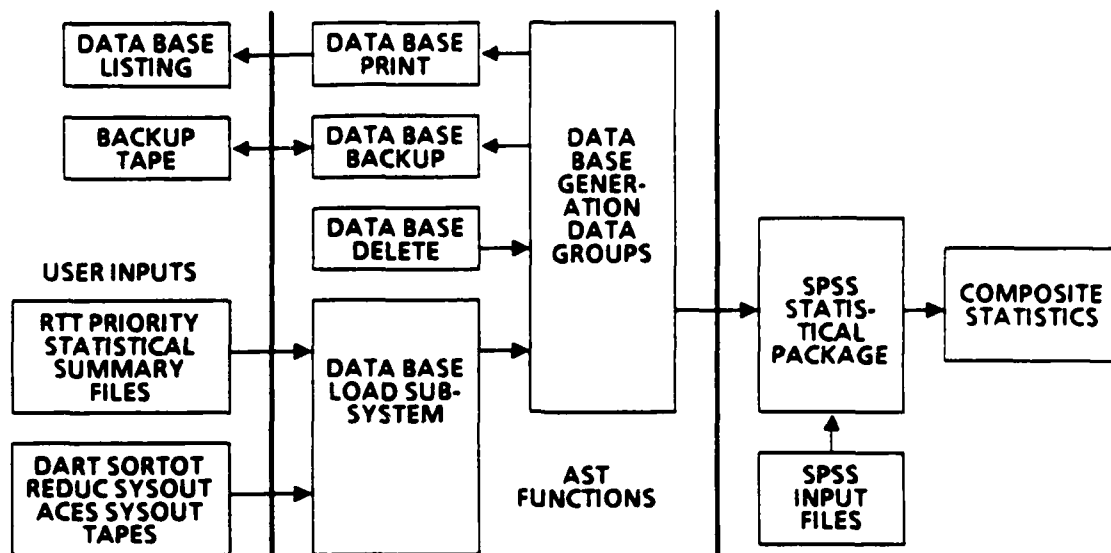 DATA BASE
LISTING
DATA BASE
PRINT
BACKUP
TAPE
DATA BASE
BACKUP
DATA BASE
DELETE
DATA
BASE
GENER-
ATION
DATA
GROUPS
USER INPUTS
RTT PRIORITY
STATISTICAL
SUMMARY
FILES
DATA BASE
LOAD SUB-
SYSTEM
DART SORTOT
REDUC SYSOUT
ACES SYSOUT
TAPES
AST
FUNCTIONS
SPSS
STATIS-
TICAL
PACKAGE
COMPOSITE
STATISTICS
SPSS
INPUT
FILES